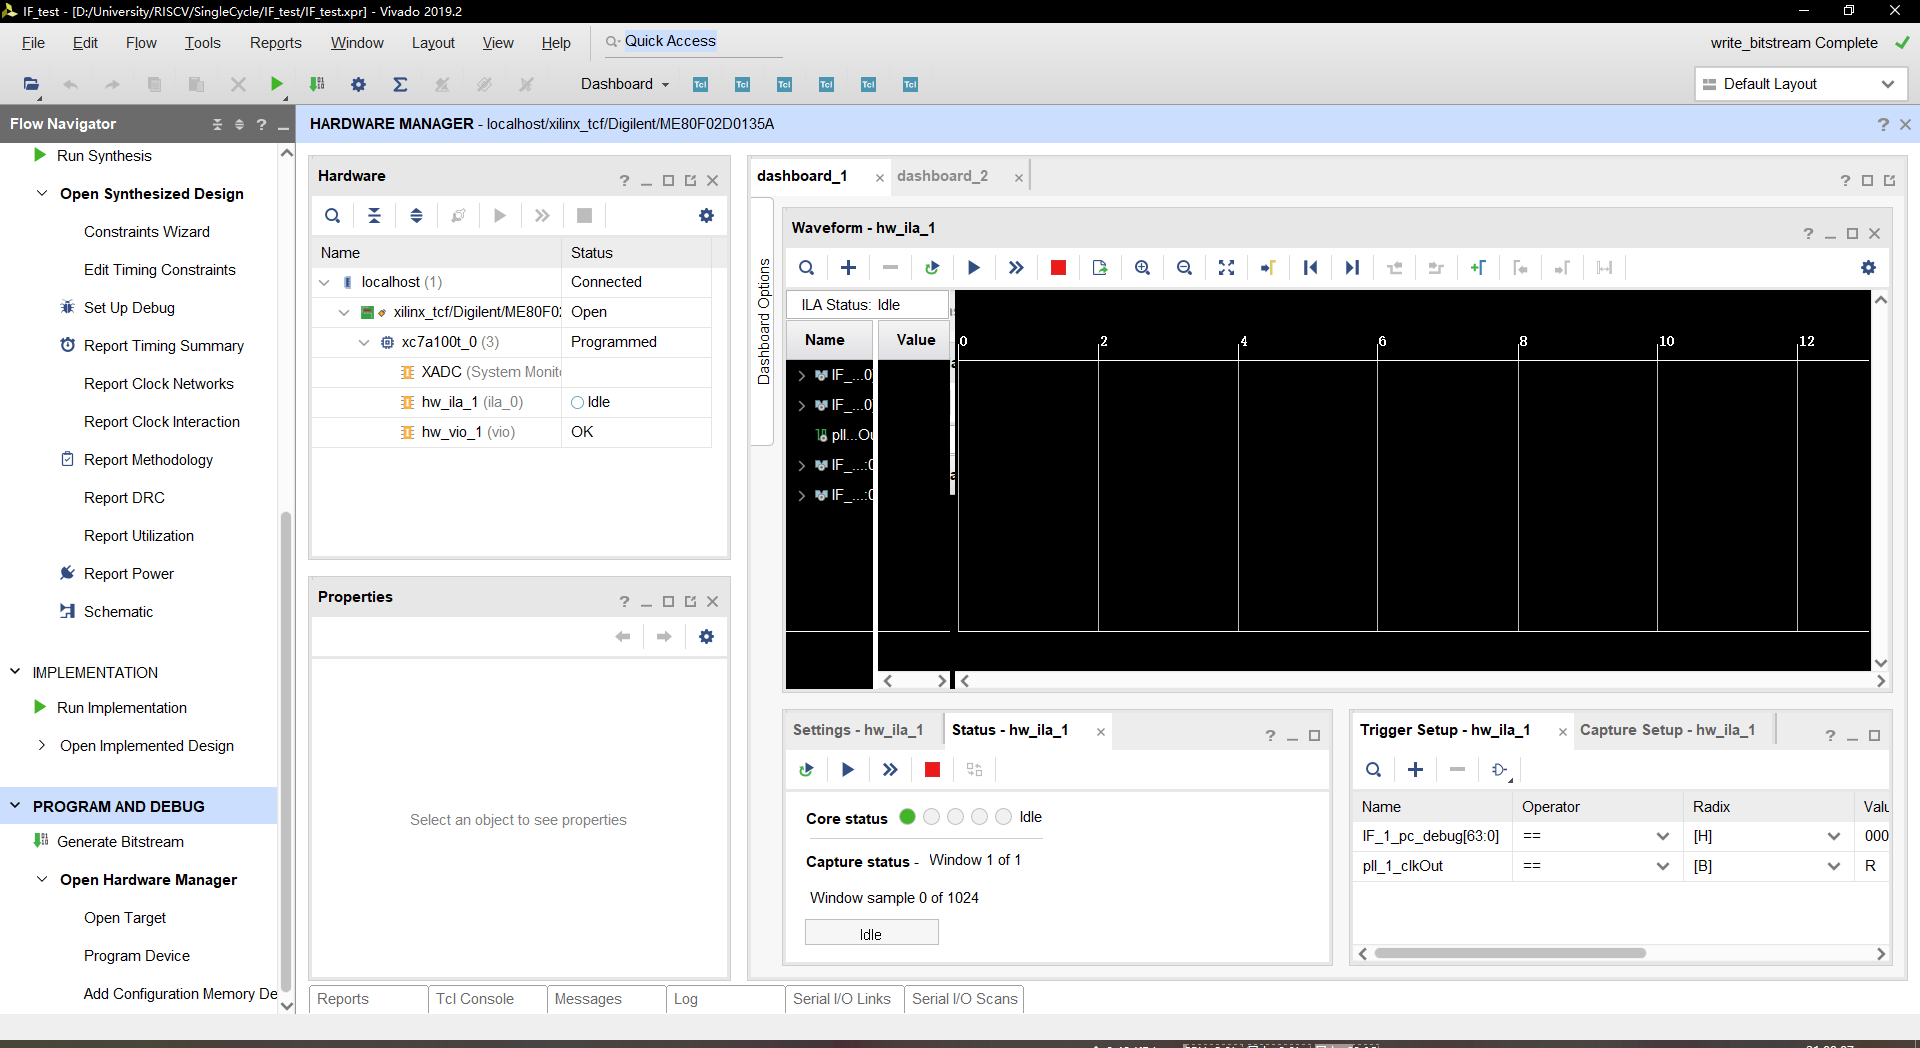 IF_test - [D:/University/RISCV/SingleCycle/IF_test/IF_test.xpr] - Vivado 2019.2
File Edit Flow Tools Reports Window Layout View Help Quick Access
write_bitstream Complete
Dashboard Tcl Tcl Tcl Tcl Tcl Tcl
Default Layout
Flow Navigator
HARDWARE MANAGER - localhost/xilinx_tcf/Digilent/ME80F02D0135A
Run Synthesis
Open Synthesized Design
Constraints Wizard
Edit Timing Constraints
Set Up Debug
Report Timing Summary
Report Clock Networks
Report Clock Interaction
Report Methodology
Report DRC
Report Utilization
Report Power
Schematic
IMPLEMENTATION
Run Implementation
Open Implemented Design
PROGRAM AND DEBUG
Generate Bitstream
Open Hardware Manager
Open Target
Program Device
Add Configuration Memory De
Hardware
Name Status
localhost (1) Connected
xilinx_tcf/Digilent/ME80F02 Open
xc7a100t_0 (3) Programmed
XADC (System Monito
hw_ila_1 (ila_0) Idle
hw_vio_1 (vio) OK
Properties
Select an object to see properties
dashboard_1 dashboard_2
Dashboard Options
Waveform - hw_ila_1
ILA Status: Idle
Name Value
0 2 4 6 8 10 12
IF_...0]
IF_...0]
pll...Ou
IF_...:0
IF_...:0
Settings - hw_ila_1 Status - hw_ila_1
Core status Idle
Capture status - Window 1 of 1
Window sample 0 of 1024
Idle
Trigger Setup - hw_ila_1 Capture Setup - hw_ila_1
Name Operator Radix Valu
IF_1_pc_debug[63:0] == [H] 000
pll_1_clkOut == [B] R
Reports Tcl Console Messages Log Serial I/O Links Serial I/O Scans